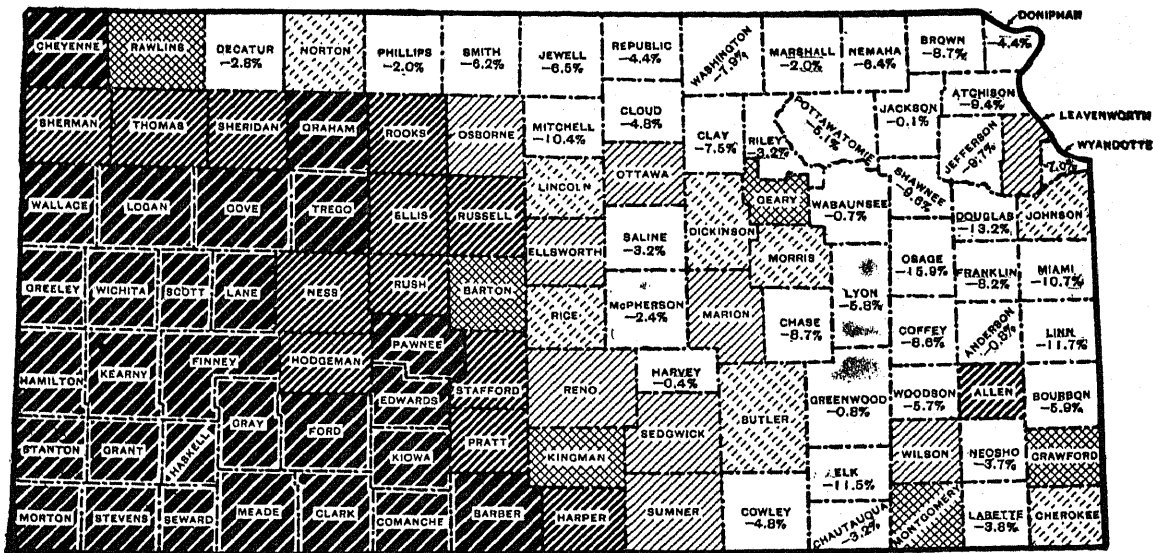 DONIPHAN
-4.4%
CHEYENNE
RAWLINS
DECATUR
-2.8%
NORTON
PHILLIPS
-2.0%
SMITH
-6.2%
JEWELL
-6.5%
REPUBLIC
-4.4%
WASHINGTON
-1.9%
MARSHALL
-2.0%
NEMAHA
-6.4%
BROWN
-8.7%
SHERMAN
THOMAS
SHERIDAN
GRAHAM
ROOKS
OSBORNE
MITCHELL
-10.4%
CLOUD
-4.8%
CLAY
-7.5%
RILEY
-3.2%
POTTAWATOMIE
-5.1%
JACKSON
-0.1%
ATCHISON
-9.4%
JEFFERSON
-9.7%
LEAVENWORTH
WYANDOTTE
-7.0%
WALLACE
LOGAN
GOVE
TREGO
ELLIS
RUSSELL
LINCOLN
OTTAWA
DICKINSON
GEARY
WABAUNSEE
-0.7%
SHAWNEE
DOUGLAS
-13.2%
JOHNSON
ELLSWORTH
SALINE
-3.2%
MORRIS
OSAGE
-15.9%
FRANKLIN
-8.2%
MIAMI
-10.7%
GREELEY
WICHITA
SCOTT
LANE
NESS
RUSH
BARTON
RICE
McPHERSON
-2.4%
MARION
CHASE
-8.7%
LYON
-5.8%
COFFEY
-8.6%
ANDERSON
-0.8%
LINN
-11.7%
HAMILTON
KEARNY
FINNEY
HODGEMAN
PAWNEE
STAFFORD
RENO
HARVEY
-0.4%
BUTLER
GREENWOOD
-0.8%
WOODSON
-5.7%
ALLEN
BOURBON
-5.9%
EDWARDS
STANTON
GRANT
HASKELL
GRAY
FORD
KIOWA
PRATT
KINGMAN
SEDGWICK
ELK
-11.5%
WILSON
NEOSHO
-3.7%
CRAWFORD
MORTON
STEVENS
SEWARD
MEADE
CLARK
COMANCHE
BARBER
HARPER
SUMNER
COWLEY
-4.8%
CHAUTAUQUA
-3.2%
MONTGOMERY
LABETTE
-3.8%
CHEROKEE